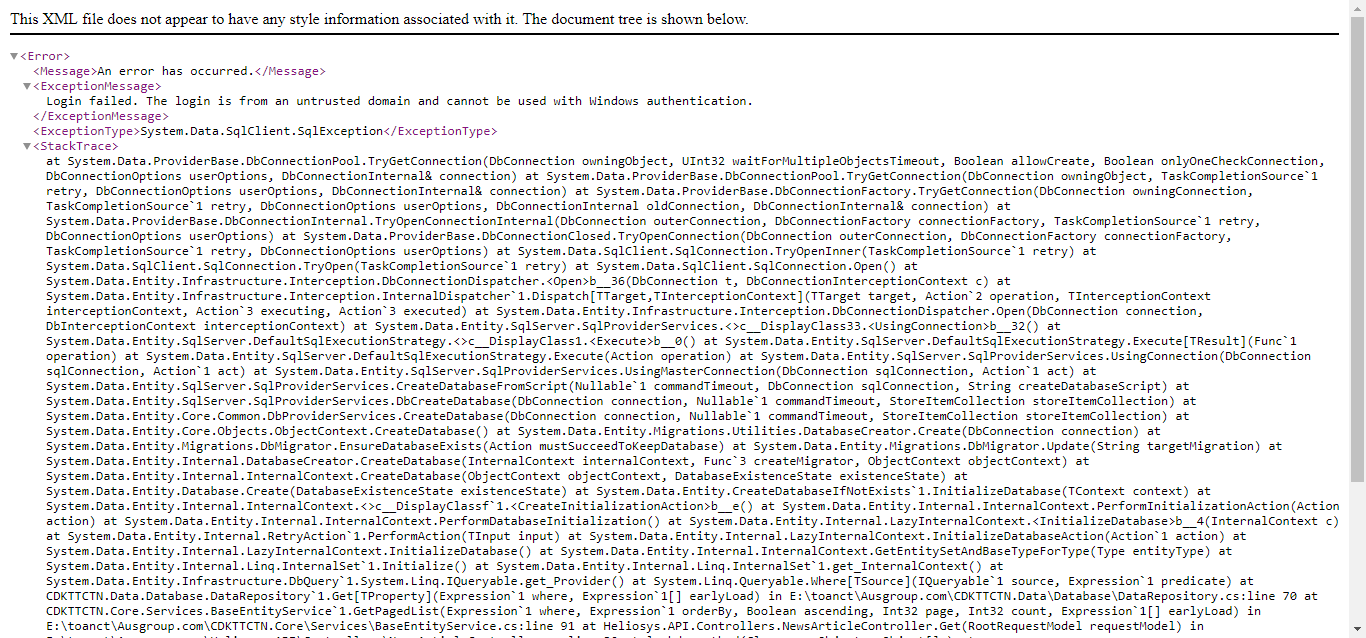 This XML file does not appear to have any style information associated with it. The document tree is shown below.
▼<Error>
<Message>An error has occurred.</Message>
▼<ExceptionMessage>
Login failed. The login is from an untrusted domain and cannot be used with Windows authentication.
</ExceptionMessage>
<ExceptionType>System.Data.SqlClient.SqlException</ExceptionType>
▼<StackTrace>
at System.Data.ProviderBase.DbConnectionPool.TryGetConnection(DbConnection owningObject, UInt32 waitForMultipleObjectsTimeout, Boolean allowCreate, Boolean onlyOneCheckConnection,
DbConnectionOptions userOptions, DbConnectionInternal& connection) at System.Data.ProviderBase.DbConnectionPool.TryGetConnection(DbConnection owningObject, TaskCompletionSource`1
retry, DbConnectionOptions userOptions, DbConnectionInternal& connection) at System.Data.ProviderBase.DbConnectionFactory.TryGetConnection(DbConnection owningConnection,
TaskCompletionSource`1 retry, DbConnectionOptions userOptions, DbConnectionInternal oldConnection, DbConnectionInternal& connection) at
System.Data.ProviderBase.DbConnectionInternal.TryOpenConnectionInternal(DbConnection outerConnection, DbConnectionFactory connectionFactory, TaskCompletionSource`1 retry,
DbConnectionOptions userOptions) at System.Data.ProviderBase.DbConnectionClosed.TryOpenConnection(DbConnection outerConnection, DbConnectionFactory connectionFactory,
TaskCompletionSource`1 retry, DbConnectionOptions userOptions) at System.Data.SqlClient.SqlConnection.TryOpenInner(TaskCompletionSource`1 retry) at
System.Data.SqlClient.SqlConnection.TryOpen(TaskCompletionSource`1 retry) at System.Data.SqlClient.SqlConnection.Open() at
System.Data.Entity.Infrastructure.Interception.DbConnectionDispatcher.<Open>b__36(DbConnection t, DbConnectionInterceptionContext c) at
System.Data.Entity.Infrastructure.Interception.InternalDispatcher`1.Dispatch[TTarget,TInterceptionContext](TTarget target, Action`2 operation, TInterceptionContext
interceptionContext, Action`3 executing, Action`3 executed) at System.Data.Entity.Infrastructure.Interception.DbConnectionDispatcher.Open(DbConnection connection,
DbInterceptionContext interceptionContext) at System.Data.Entity.SqlServer.SqlProviderServices.<>c__DisplayClass33.<UsingConnection>b__32() at
System.Data.Entity.SqlServer.DefaultSqlExecutionStrategy.<>c__DisplayClass1.<Execute>b__0() at System.Data.Entity.SqlServer.DefaultSqlExecutionStrategy.Execute[TResult](Func`1
operation) at System.Data.Entity.SqlServer.DefaultSqlExecutionStrategy.Execute(Action operation) at System.Data.Entity.SqlServer.SqlProviderServices.UsingConnection(DbConnection
sqlConnection, Action`1 act) at System.Data.Entity.SqlServer.SqlProviderServices.UsingMasterConnection(DbConnection sqlConnection, Action`1 act) at
System.Data.Entity.SqlServer.SqlProviderServices.CreateDatabaseFromScript(Nullable`1 commandTimeout, DbConnection sqlConnection, String createDatabaseScript) at
System.Data.Entity.SqlServer.SqlProviderServices.DbCreateDatabase(DbConnection connection, Nullable`1 commandTimeout, StoreItemCollection storeItemCollection) at
System.Data.Entity.Core.Common.DbProviderServices.CreateDatabase(DbConnection connection, Nullable`1 commandTimeout, StoreItemCollection storeItemCollection) at
System.Data.Entity.Core.Objects.ObjectContext.CreateDatabase() at System.Data.Entity.Migrations.Utilities.DatabaseCreator.Create(DbConnection connection) at
System.Data.Entity.Migrations.DbMigrator.EnsureDatabaseExists(Action mustSucceedToKeepDatabase) at System.Data.Entity.Migrations.DbMigrator.Update(String targetMigration) at
System.Data.Entity.Internal.DatabaseCreator.CreateDatabase(InternalContext internalContext, Func`3 createMigrator, ObjectContext objectContext) at
System.Data.Entity.Internal.InternalContext.CreateDatabase(ObjectContext objectContext, DatabaseExistenceState existenceState) at
System.Data.Entity.Database.Create(DatabaseExistenceState existenceState) at System.Data.Entity.CreateDatabaseIfNotExists`1.InitializeDatabase(TContext context) at
System.Data.Entity.Internal.InternalContext.<>c__DisplayClassf`1.<CreateInitializationAction>b__e() at System.Data.Entity.Internal.InternalContext.PerformInitializationAction(Action
action) at System.Data.Entity.Internal.InternalContext.PerformDatabaseInitialization() at System.Data.Entity.Internal.LazyInternalContext.<InitializeDatabase>b__4(InternalContext c)
at System.Data.Entity.Internal.RetryAction`1.PerformAction(TInput input) at System.Data.Entity.Internal.LazyInternalContext.InitializeDatabaseAction(Action`1 action) at
System.Data.Entity.Internal.LazyInternalContext.InitializeDatabase() at System.Data.Entity.Internal.InternalContext.GetEntitySetAndBaseTypeForType(Type entityType) at
System.Data.Entity.Internal.Linq.InternalSet`1.Initialize() at System.Data.Entity.Internal.Linq.InternalSet`1.get_InternalContext() at
System.Data.Entity.Infrastructure.DbQuery`1.System.Linq.IQueryable.get_Provider() at System.Linq.Queryable.Where[TSource](IQueryable`1 source, Expression`1 predicate) at
CDKTTCTN.Data.Database.DataRepository`1.Get[TProperty](Expression`1 where, Expression`1[] earlyLoad) in E:\toanct\Ausgroup.com\CDKTTCTN.Data\Database\DataRepository.cs:line 70 at
CDKTTCTN.Core.Services.BaseEntityService`1.GetPagedList(Expression`1 where, Expression`1 orderBy, Boolean ascending, Int32 page, Int32 count, Expression`1[] earlyLoad) in
E:\toanct\Ausgroup.com\CDKTTCTN.Core\Services\BaseEntityService.cs:line 91 at Heliosys.API.Controllers.NewsArticleController.Get(RootRequestModel requestModel) in